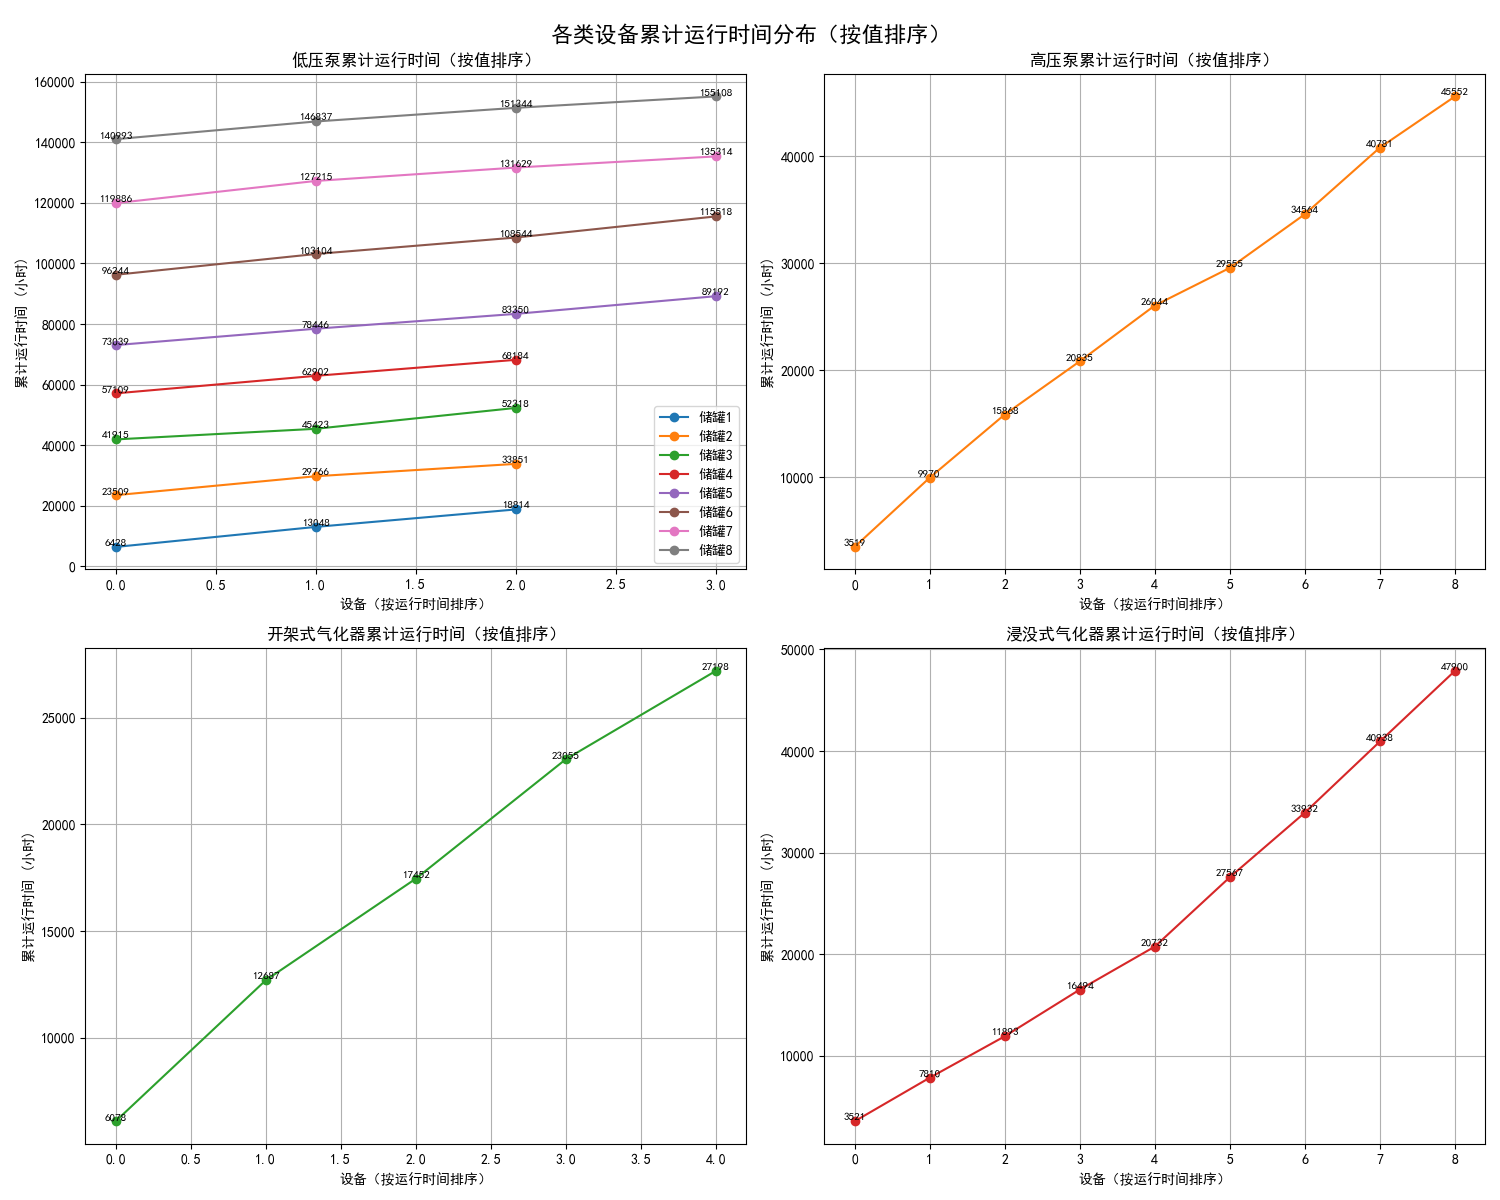 各类设备累计运行时间分布（按值排序）
低压泵累计运行时间（按值排序）
累计运行时间（小时）
160000
140000
120000
100000
80000
60000
40000
20000
0
140993
146837
151344
155108
119886
127215
131629
135314
96244
103104
108544
115518
73039
78446
83350
89192
57109
62902
68184
41915
45423
52318
23509
29766
33851
6428
13048
18814
储罐1
储罐2
储罐3
储罐4
储罐5
储罐6
储罐7
储罐8
0.0 0.5 1.0 1.5 2.0 2.5 3.0
设备（按运行时间排序）
高压泵累计运行时间（按值排序）
累计运行时间（小时）
40000
30000
20000
10000
3519
9970
15868
20835
26044
29555
34564
40781
45552
0 1 2 3 4 5 6 7 8
设备（按运行时间排序）
开架式气化器累计运行时间（按值排序）
累计运行时间（小时）
25000
20000
15000
10000
6078
12687
17452
23055
27198
0.0 0.5 1.0 1.5 2.0 2.5 3.0 3.5 4.0
设备（按运行时间排序）
浸没式气化器累计运行时间（按值排序）
累计运行时间（小时）
50000
40000
30000
20000
10000
3521
7810
11893
16494
20732
27567
33932
40938
47900
0 1 2 3 4 5 6 7 8
设备（按运行时间排序）